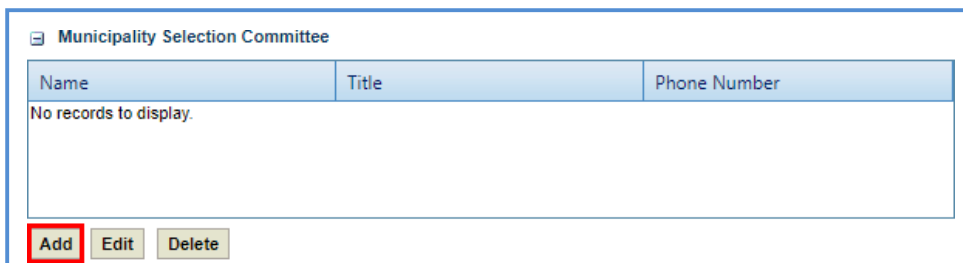 Municipality Selection Committee
Name Title Phone Number
No records to display.
Add Edit Delete